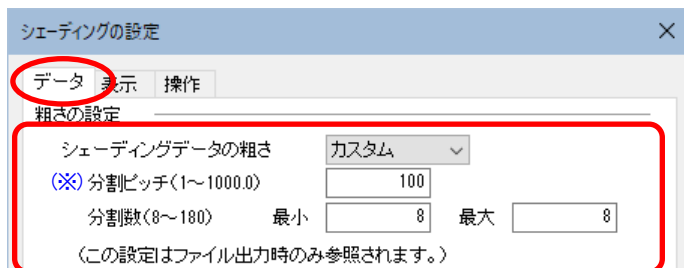 シェーディングの設定
データ 表示 操作
粗さの設定
シェーディングデータの粗さ カスタム
(※)分割ピッチ(1～1000.0) 100
分割数(8～180) 最小 8 最大 8
(この設定はファイル出力時のみ参照されます。)